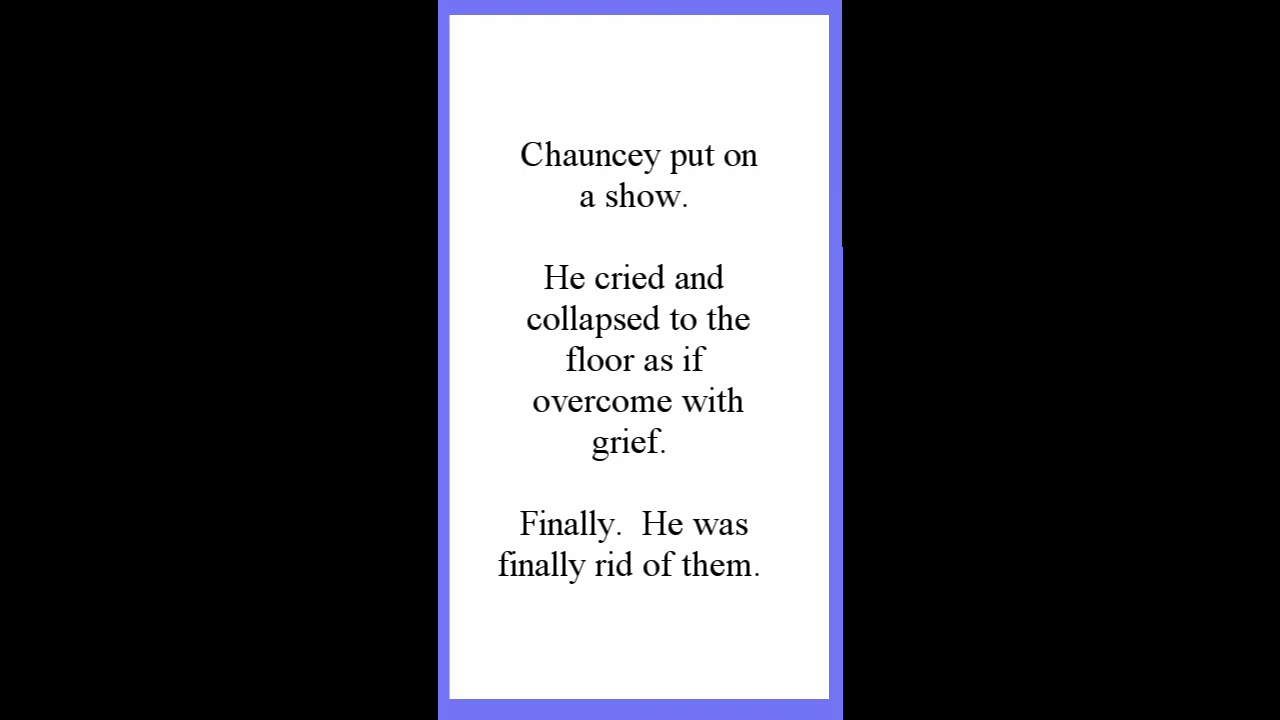 Chauncey put on
a show.
He cried and
collapsed to the
floor as if
overcome with
grief.
Finally.  He was
finally rid of them.